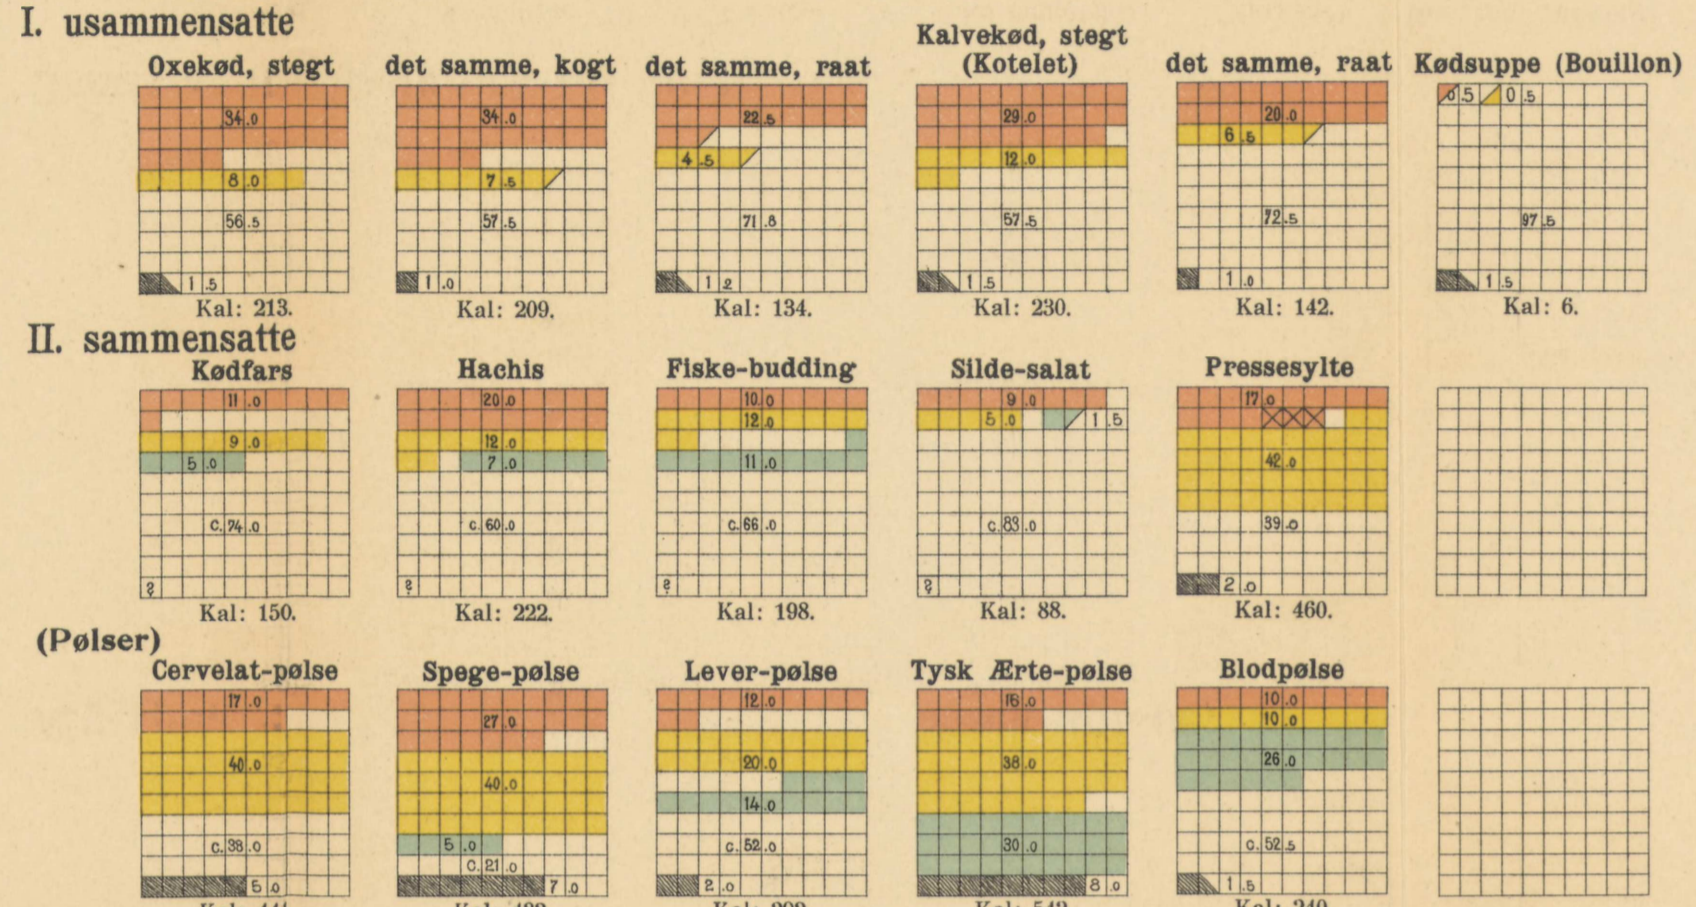 I. usammensatte
Oxekød, stegt
34.0
8.0
56.5
1.5
Kal: 213.
det samme, kogt
34.0
7.5
57.5
1.0
Kal: 209.
det samme, raat
22.5
4.5
71.8
1.2
Kal: 134.
Kalvekød, stegt
(Kotelet)
29.0
12.0
57.5
1.5
Kal: 230.
det samme, raat
20.0
6.5
72.5
1.0
Kal: 142.
Kødsuppe (Bouillon)
0.5 0.5
97.5
1.5
Kal: 6.
II. sammensatte
Kødfars
11.0
9.0
5.0
c. 74.0
?
Kal: 150.
Hachis
20.0
12.0
7.0
c. 60.0
?
Kal: 222.
Fiske-budding
10.0
12.0
11.0
c. 66.0
?
Kal: 198.
Silde-salat
9.0
5.0 1.5
c. 83.0
?
Kal: 88.
Pressesylte
17.0
42.0
39.0
2.0
Kal: 460.
(Pølser)
Cervelat-pølse
17.0
40.0
c. 38.0
5.0
Spege-pølse
27.0
40.0
5.0
c. 21.0
7.0
Lever-pølse
12.0
20.0
14.0
c. 52.0
2.0
Tysk Ærte-pølse
16.0
38.0
30.0
8.0
Blodpølse
10.0
10.0
26.0
c. 52.5
1.5